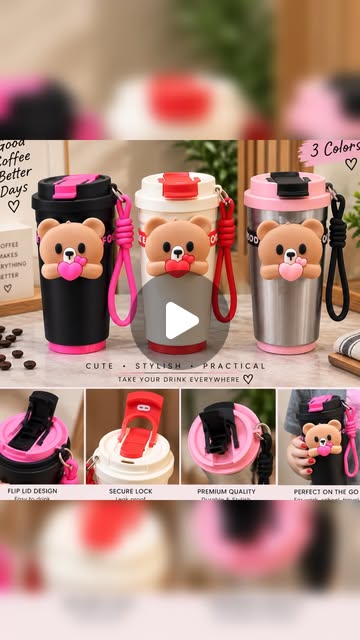 Good
Coffee
Better
Days
3 Colors
COFFEE
MAKES
EVERYTHING
BETTER
CUTE • STYLISH • PRACTICAL
TAKE YOUR DRINK EVERYWHERE
FLIP LID DESIGN
Easy to drink
SECURE LOCK
Leak-proof
PREMIUM QUALITY
Durable & Stylish
PERFECT ON THE GO